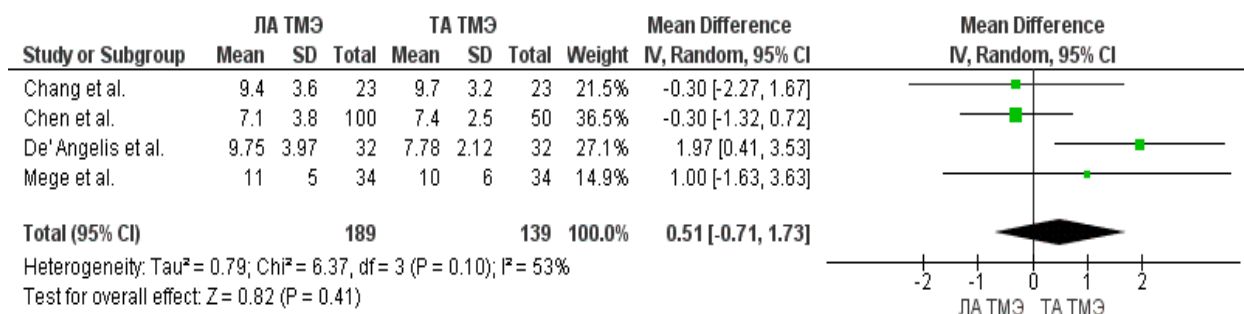 ЛА ТМЭ ТА ТМЭ Mean Difference Mean Difference
Study or Subgroup Mean SD Total Mean SD Total Weight IV, Random, 95% CI IV, Random, 95% CI
Chang et al. 9.4 3.6 23 9.7 3.2 23 21.5% -0.30 [-2.27, 1.67]
Chen et al. 7.1 3.8 100 7.4 2.5 50 36.5% -0.30 [-1.32, 0.72]
De'Angelis et al. 9.75 3.97 32 7.78 2.12 32 27.1% 1.97 [0.41, 3.53]
Mege et al. 11 5 34 10 6 34 14.9% 1.00 [-1.63, 3.63]
Total (95% CI) 189 139 100.0% 0.51 [-0.71, 1.73]
Heterogeneity: Tau² = 0.79; Chi² = 6.37, df = 3 (P = 0.10); I² = 53%
Test for overall effect: Z = 0.82 (P = 0.41)
-2 -1 0 1 2
ЛА ТМЭ ТА ТМЭ